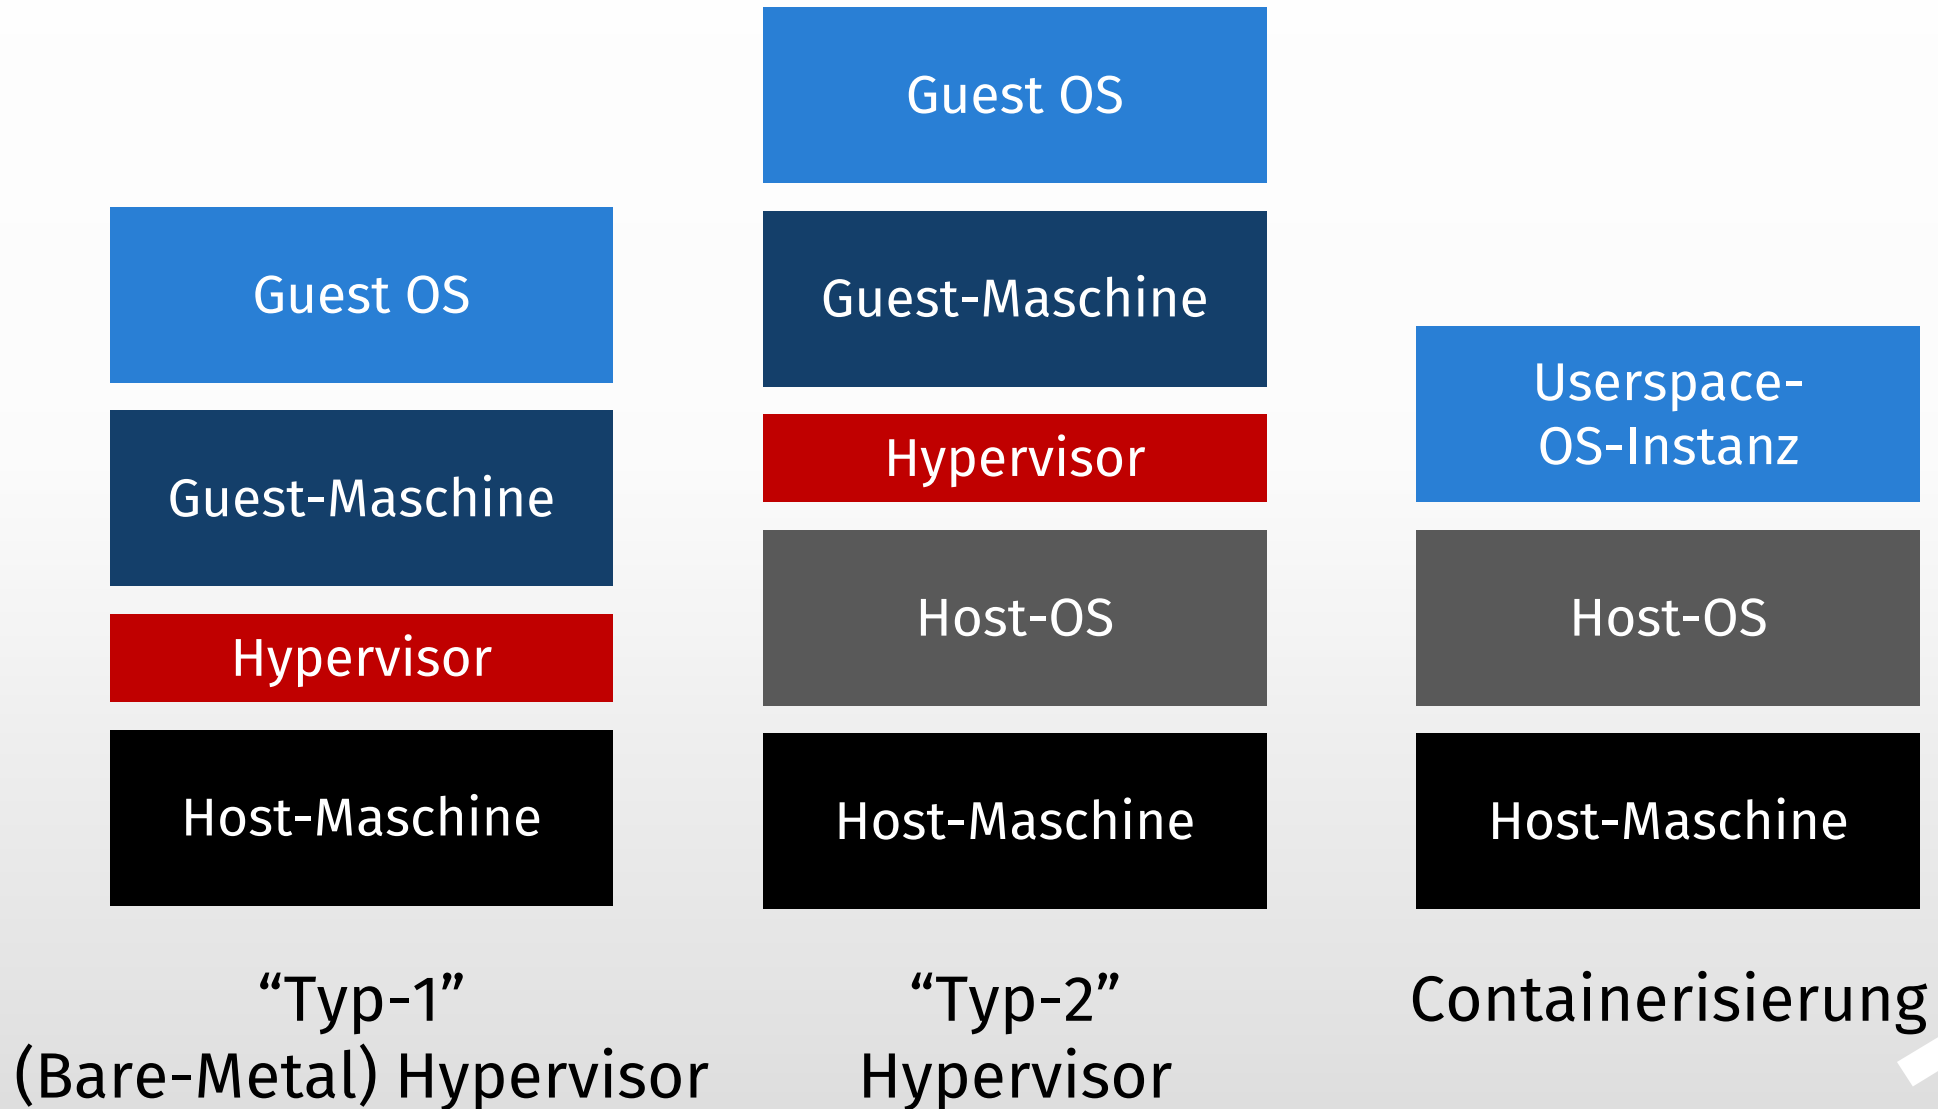 Guest OS
Guest-Maschine
Hypervisor
Host-Maschine
“Typ-1”
(Bare-Metal) Hypervisor
Guest OS
Guest-Maschine
Hypervisor
Host-OS
Host-Maschine
“Typ-2”
Hypervisor
Userspace-
OS-Instanz
Host-OS
Host-Maschine
Containerisierung